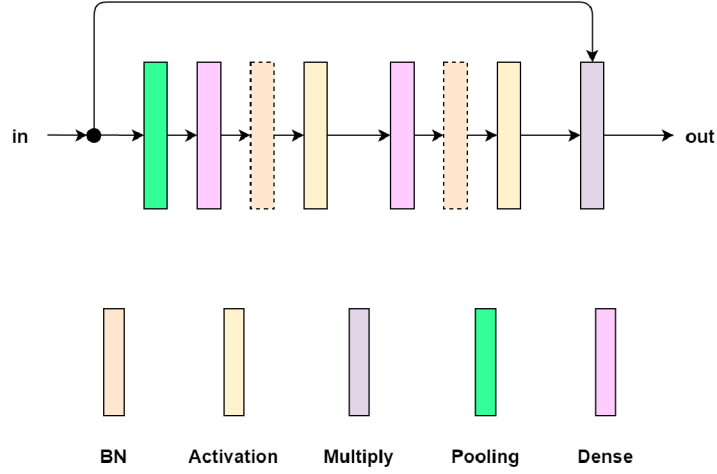 in
out
BN
Activation
Multiply
Pooling
Dense